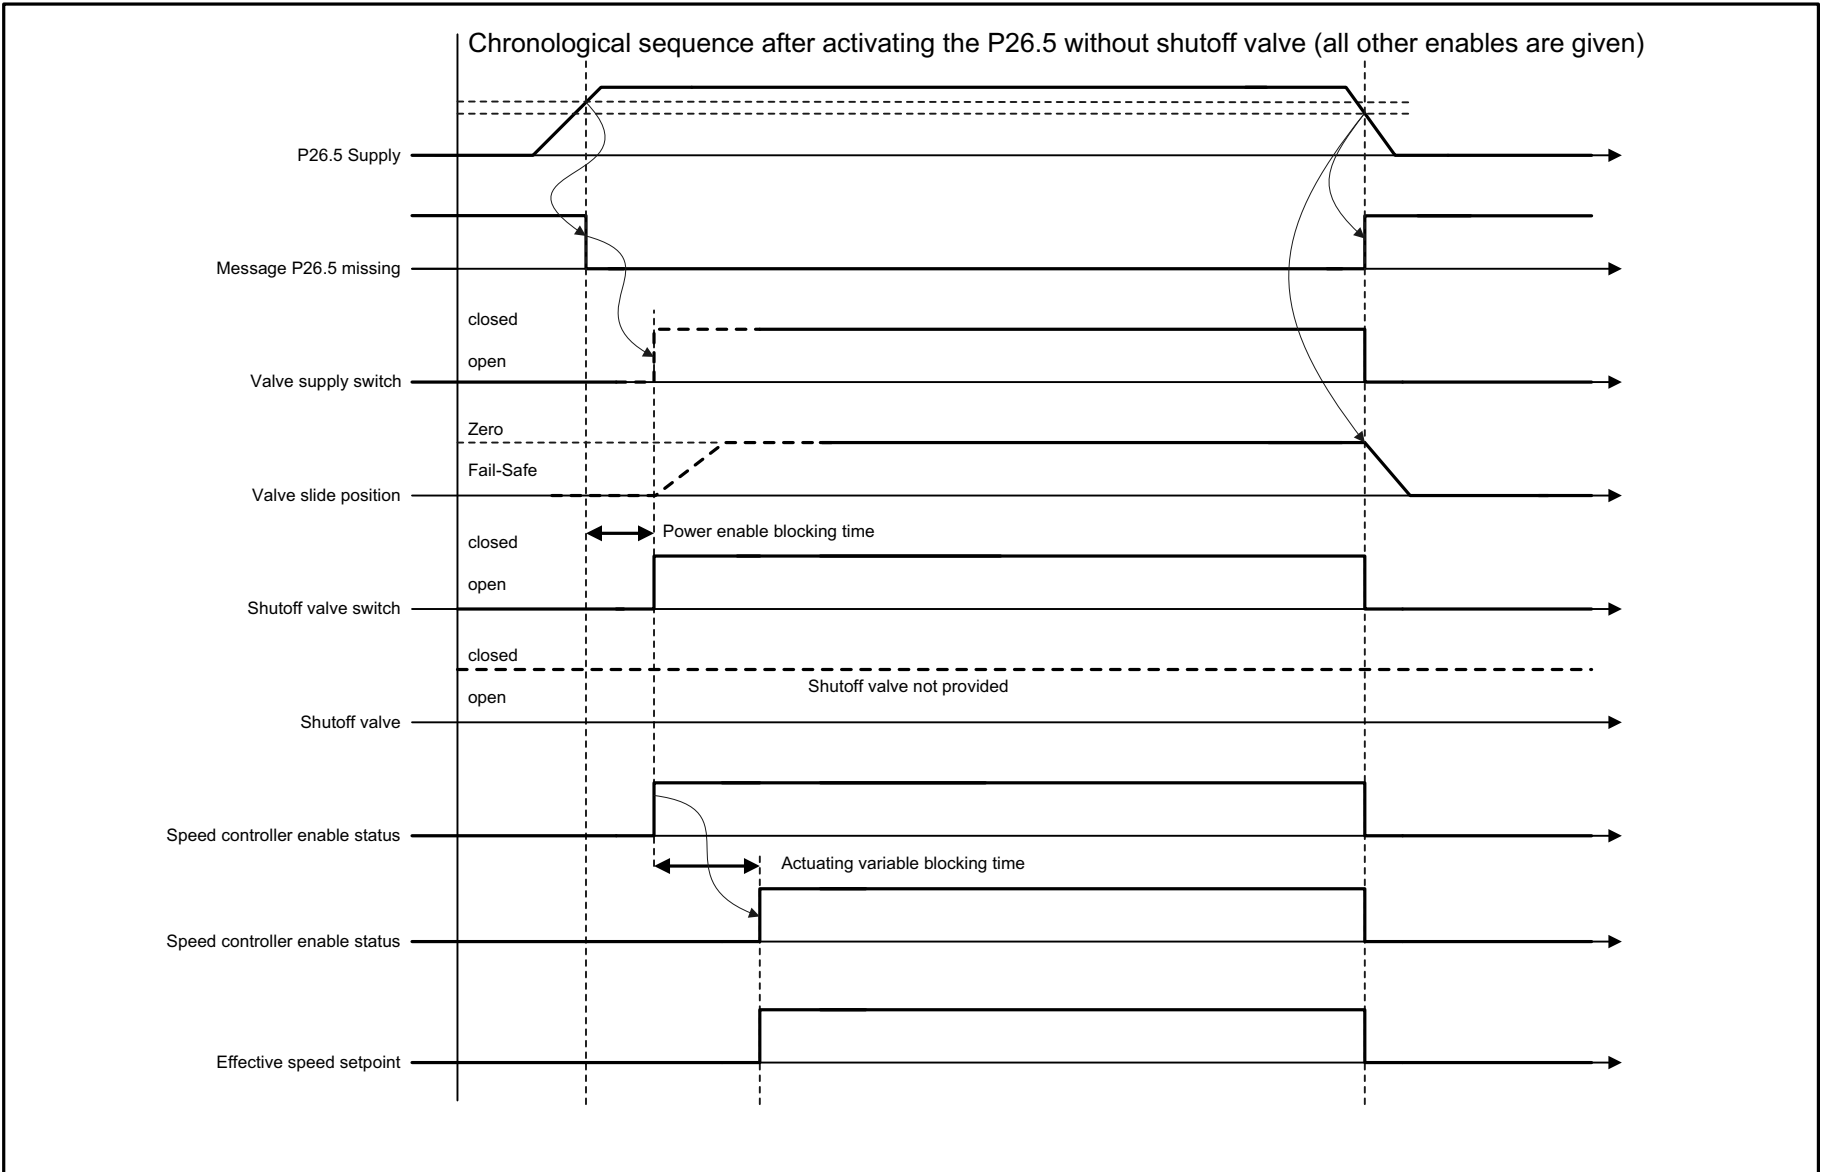 Chronological sequence after activating the P26.5 without shutoff valve (all other enables are given)
P26.5 Supply
Message P26.5 missing
closed
open
Valve supply switch
Zero
Fail-Safe
Valve slide position
Power enable blocking time
closed
open
Shutoff valve switch
closed
Shutoff valve not provided
open
Shutoff valve
Speed controller enable status
Actuating variable blocking time
Speed controller enable status
Effective speed setpoint